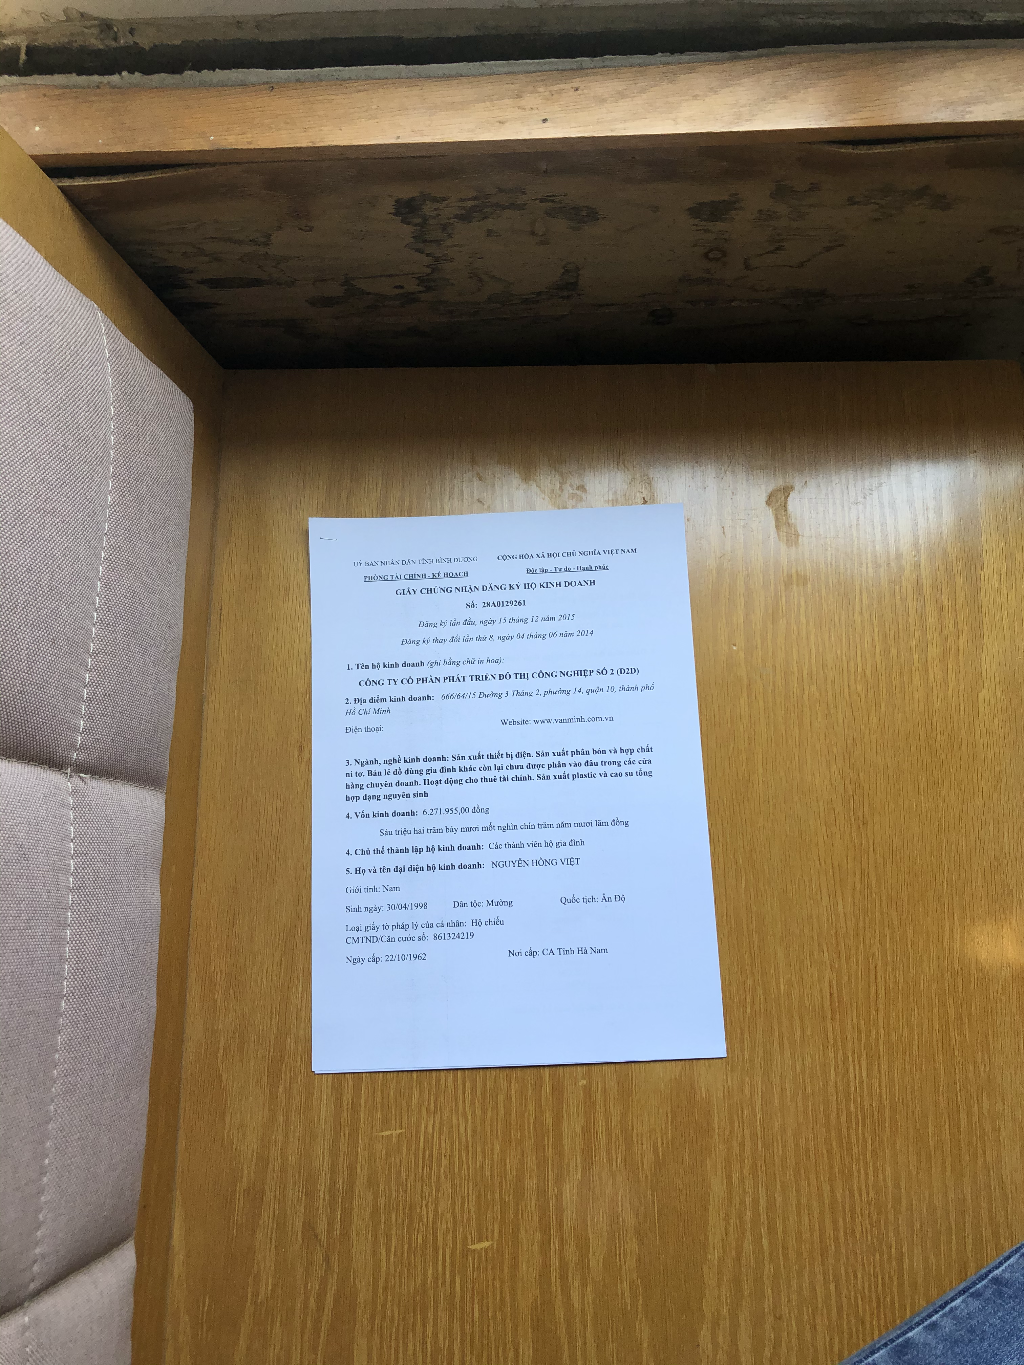 UỶ BAN NHÂN DÂN TỈNH BÌNH DƯƠNG
CỘNG HÒA XÃ HỘI CHỦ NGHĨA VIỆT NAM
PHÒNG TÀI CHÍNH - KẾ HOẠCH
Độc lập - Tự do - Hạnh phúc
GIẤY CHỨNG NHẬN ĐĂNG KÝ HỘ KINH DOANH
Số: 28A0129261
Đăng ký lần đầu, ngày 15 tháng 12 năm 2015
Đăng ký thay đổi lần thứ 8, ngày 04 tháng 06 năm 2014
1. Tên hộ kinh doanh (ghi bằng chữ in hoa):
CÔNG TY CỔ PHẦN PHÁT TRIỂN ĐÔ THỊ CÔNG NGHIỆP SỐ 2 (D2D)
2. Địa điểm kinh doanh: 666/64/15 Đường 3 Tháng 2, phường 14, quận 10, thành phố
Hồ Chí Minh
Điện thoại:
Website: www.vanminh.com.vn
3. Ngành, nghề kinh doanh: Sản xuất thiết bị điện. Sản xuất phân bón và hợp chất
ni tơ. Bán lẻ đồ dùng gia đình khác còn lại chưa được phân vào đâu trong các cửa
hàng chuyên doanh. Hoạt động cho thuê tài chính. Sản xuất plastic và cao su tổng
hợp dạng nguyên sinh
4. Vốn kinh doanh: 6.271.955,00 đồng
Sáu triệu hai trăm bảy mươi mốt nghìn chín trăm năm mươi lăm đồng
4. Chủ thể thành lập hộ kinh doanh: Các thành viên hộ gia đình
5. Họ và tên đại diện hộ kinh doanh: NGUYỄN HỒNG VIỆT
Giới tính: Nam
Sinh ngày: 30/04/1998 Dân tộc: Mường Quốc tịch: Ấn Độ
Loại giấy tờ pháp lý của cá nhân: Hộ chiếu
CMTND/Căn cước số: 861324219
Ngày cấp: 22/10/1962 Nơi cấp: CA Tỉnh Hà Nam